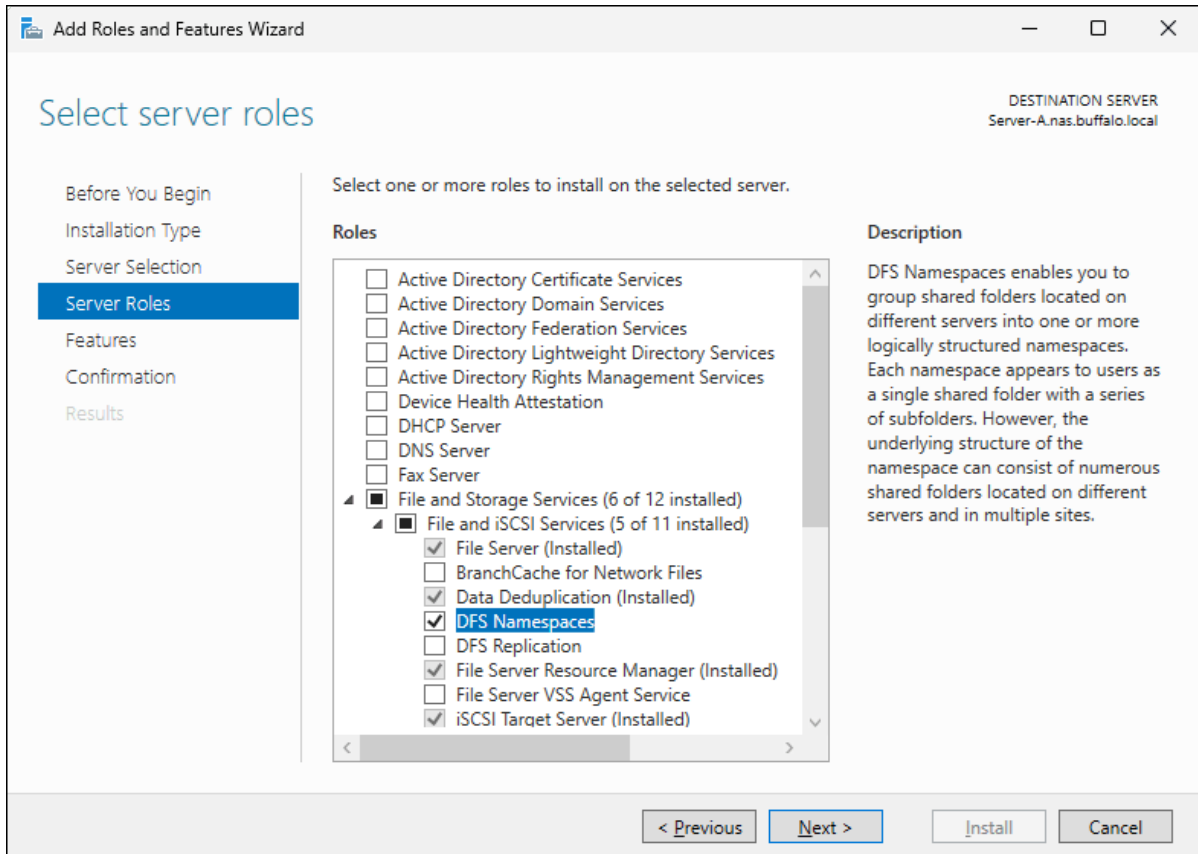 Add Roles and Features Wizard
Select server roles
DESTINATION SERVER
Server-A.nas.buffalo.local
Before You Begin
Installation Type
Server Selection
Server Roles
Features
Confirmation
Results
Select one or more roles to install on the selected server.
Roles
Active Directory Certificate Services
Active Directory Domain Services
Active Directory Federation Services
Active Directory Lightweight Directory Services
Active Directory Rights Management Services
Device Health Attestation
DHCP Server
DNS Server
Fax Server
File and Storage Services (6 of 12 installed)
File and iSCSI Services (5 of 11 installed)
File Server (Installed)
BranchCache for Network Files
Data Deduplication (Installed)
DFS Namespaces
DFS Replication
File Server Resource Manager (Installed)
File Server VSS Agent Service
iSCSI Target Server (Installed)
Description
DFS Namespaces enables you to
group shared folders located on
different servers into one or more
logically structured namespaces.
Each namespace appears to users as
a single shared folder with a series
of subfolders. However, the
underlying structure of the
namespace can consist of numerous
shared folders located on different
servers and in multiple sites.
< Previous
Next >
Install
Cancel